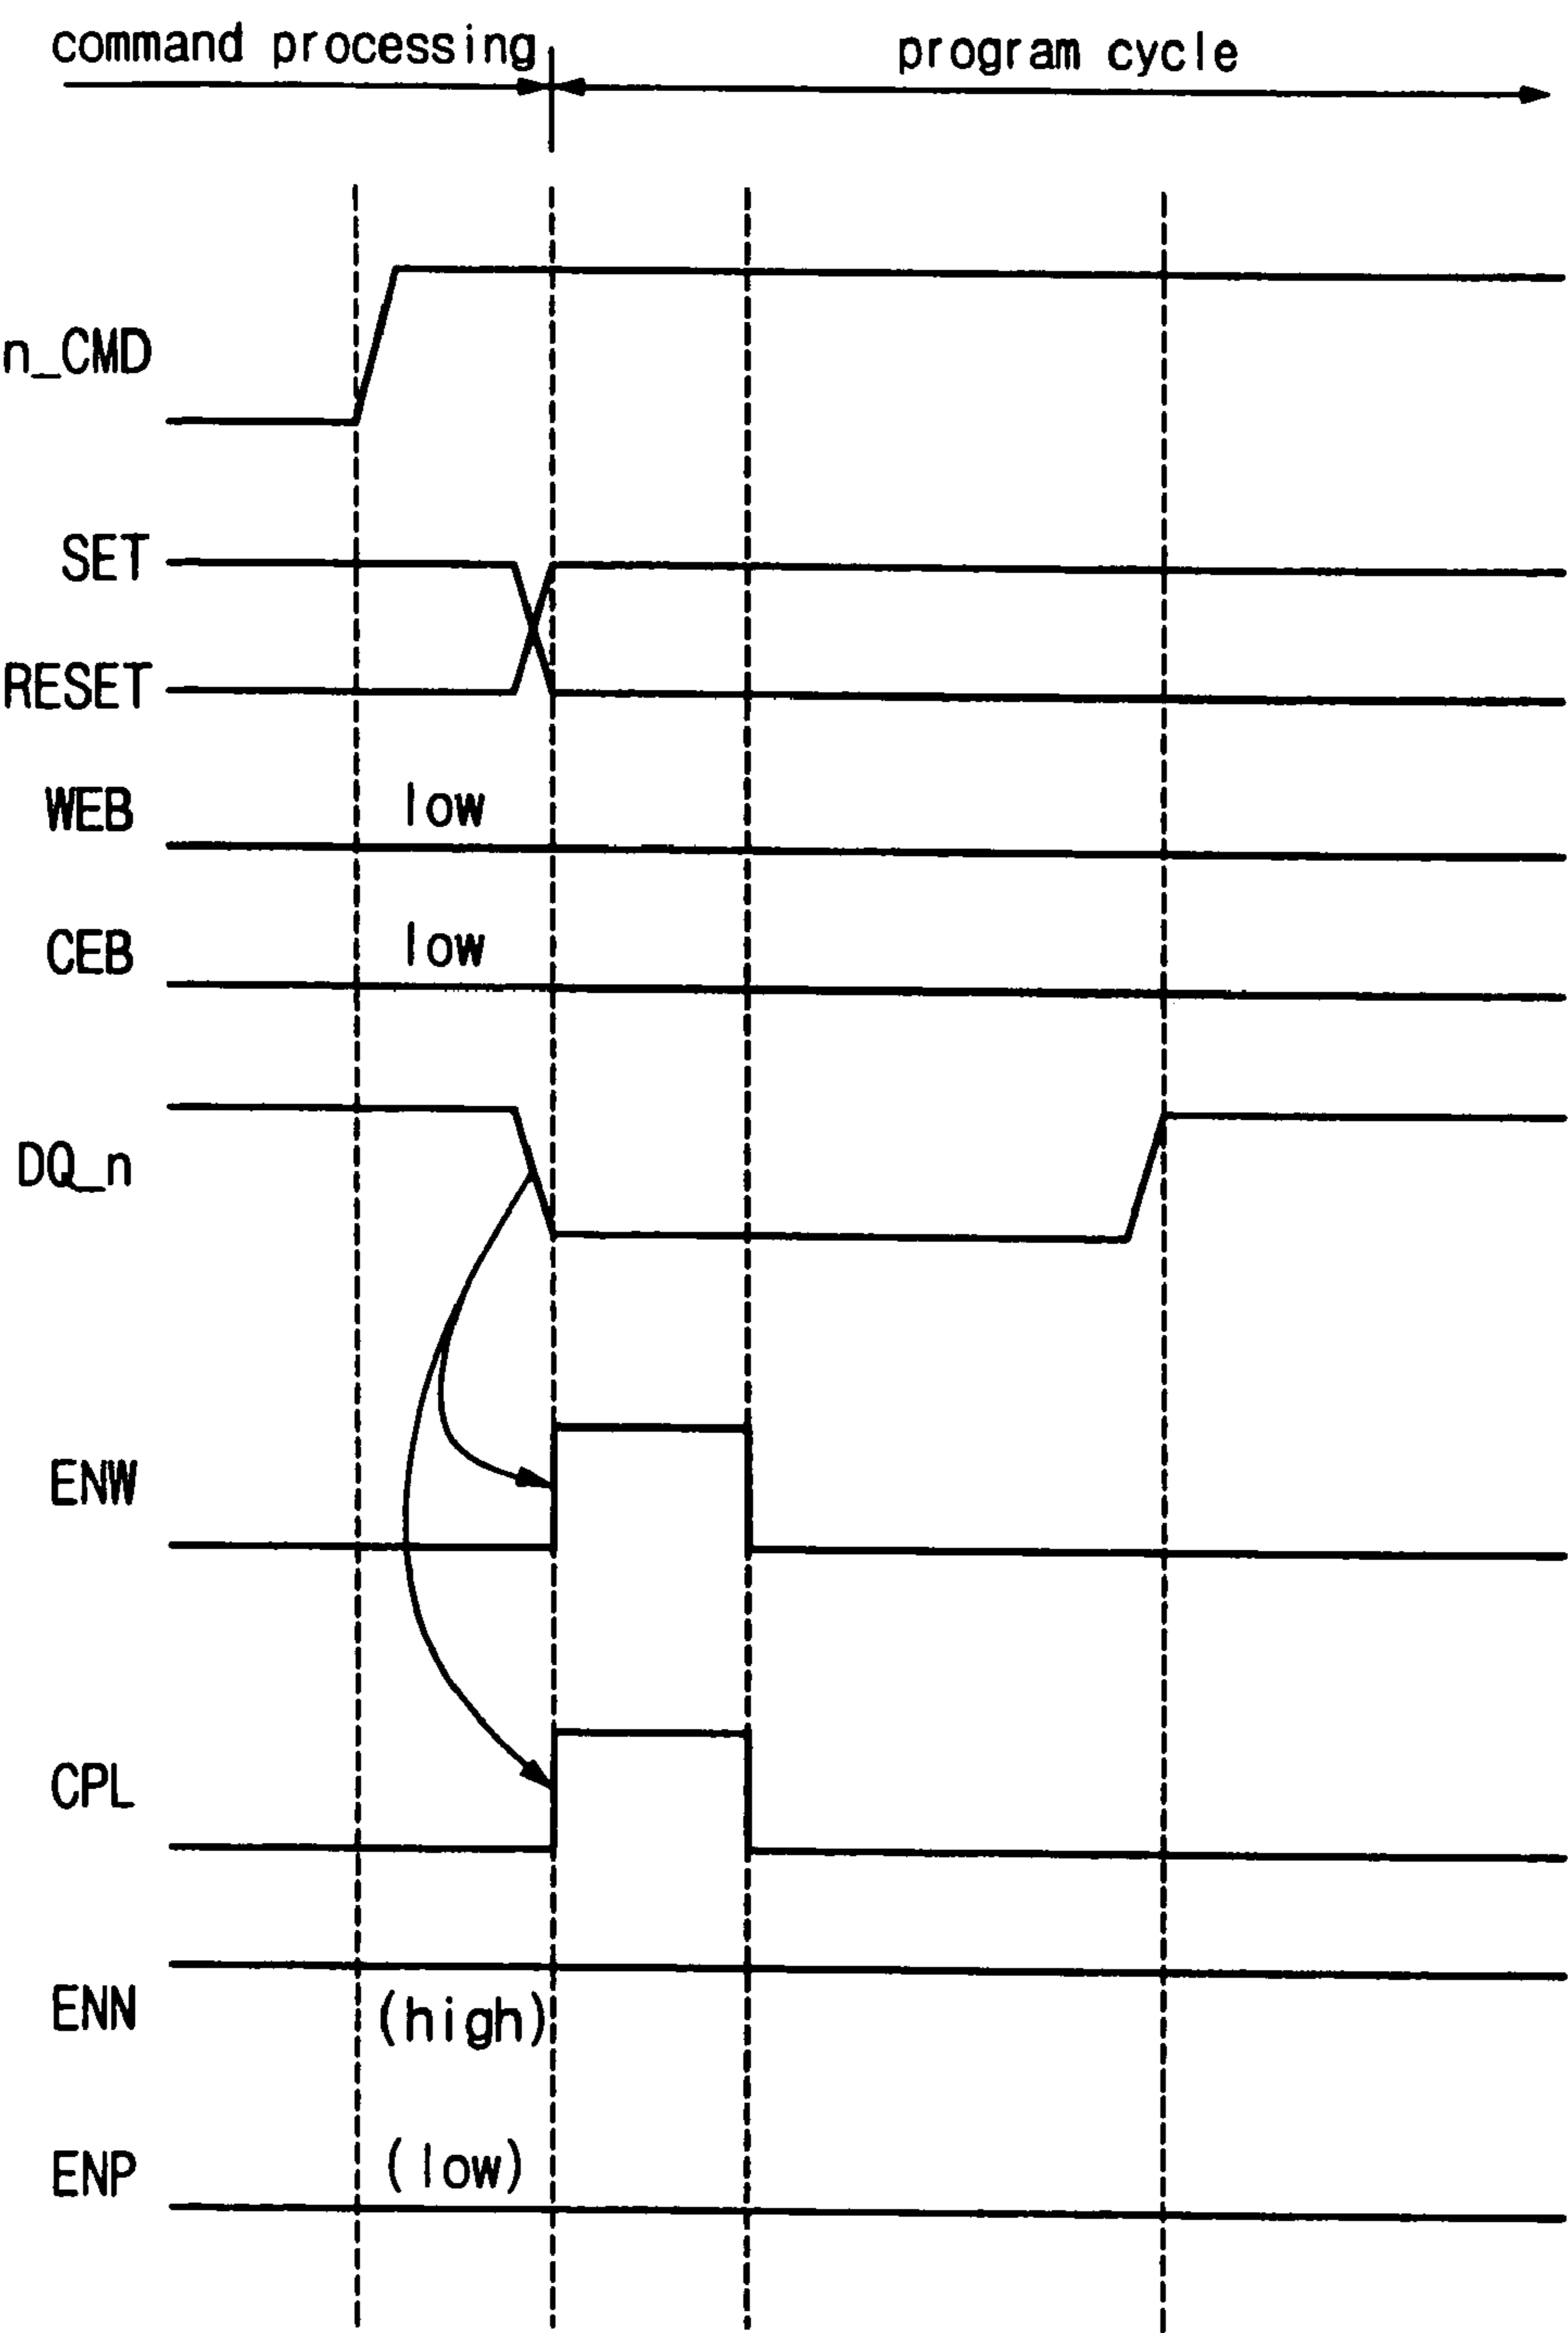 command processing
program cycle
n_CMD
SET
RESET
WEB
low
CEB
low
DQ_n
ENW
CPL
ENN
(high)
ENP
(low)